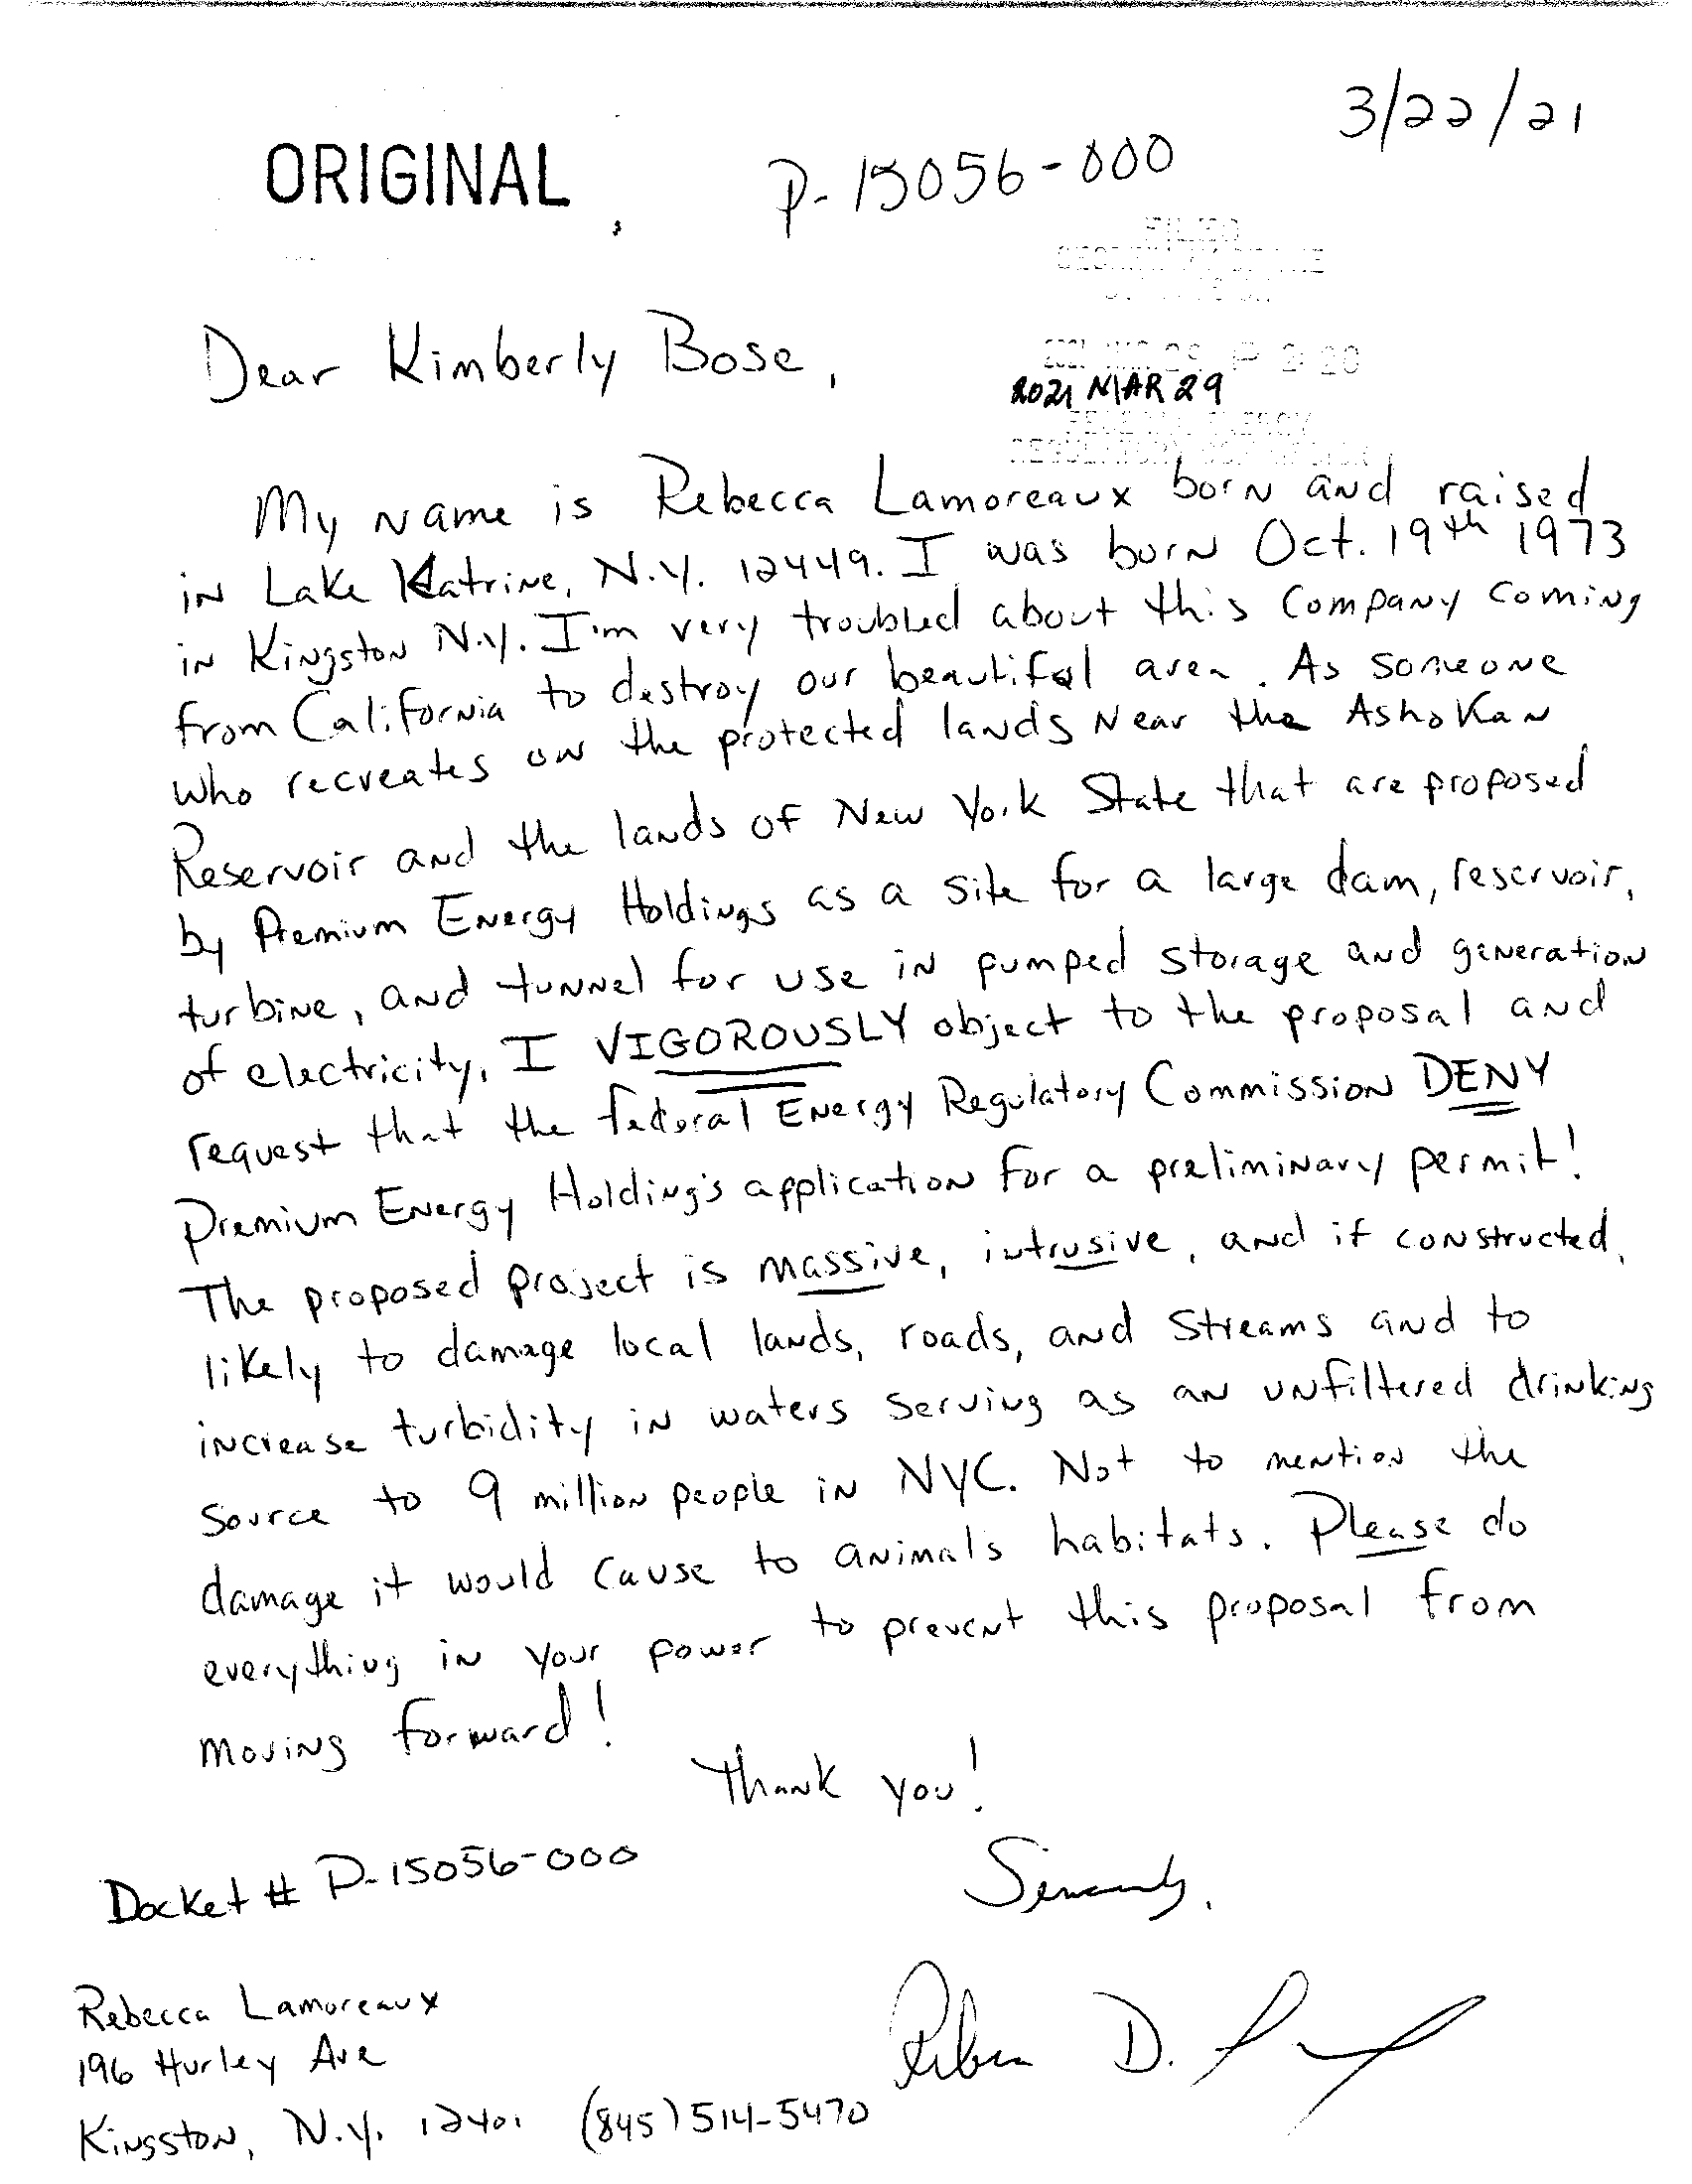 3/22/21
ORIGINAL
P-15056-000
FILED
Dear Kimberly Bose,
2021 MAR 29
My name is Rebecca Lamoreaux born and raised
in Lake Katrine, N.Y. 12449. I was born Oct. 19th 1973
in Kingston N.Y. I'm very troubled about this Company Coming
from California to destroy our beautiful area. As someone
who recreates on the protected lands near the Ashokan
Reservoir and the lands of New York State that are proposed
by Premium Energy Holdings as a site for a large dam, reservoir,
turbine, and tunnel for use in pumped storage and generation
of electricity, I VIGOROUSLY object to the proposal and
request that the federal Energy Regulatory Commission DENY
Premium Energy Holding's application for a preliminary permit!
The proposed project is massive, intrusive, and if constructed,
likely to damage local lands, roads, and streams and to
increase turbidity in waters serving as an unfiltered drinking
source to 9 million people in NYC. Not to mention the
damage it would cause to animals habitats. Please do
everything in your power to prevent this proposal from
moving forward!
Thank you!
Docket # P-15056-000
Sincerely,
Rebecca Lamoreaux
196 Hurley Ave
Rebecca D.
Kingston, N.Y. 12401 (845) 514-5470